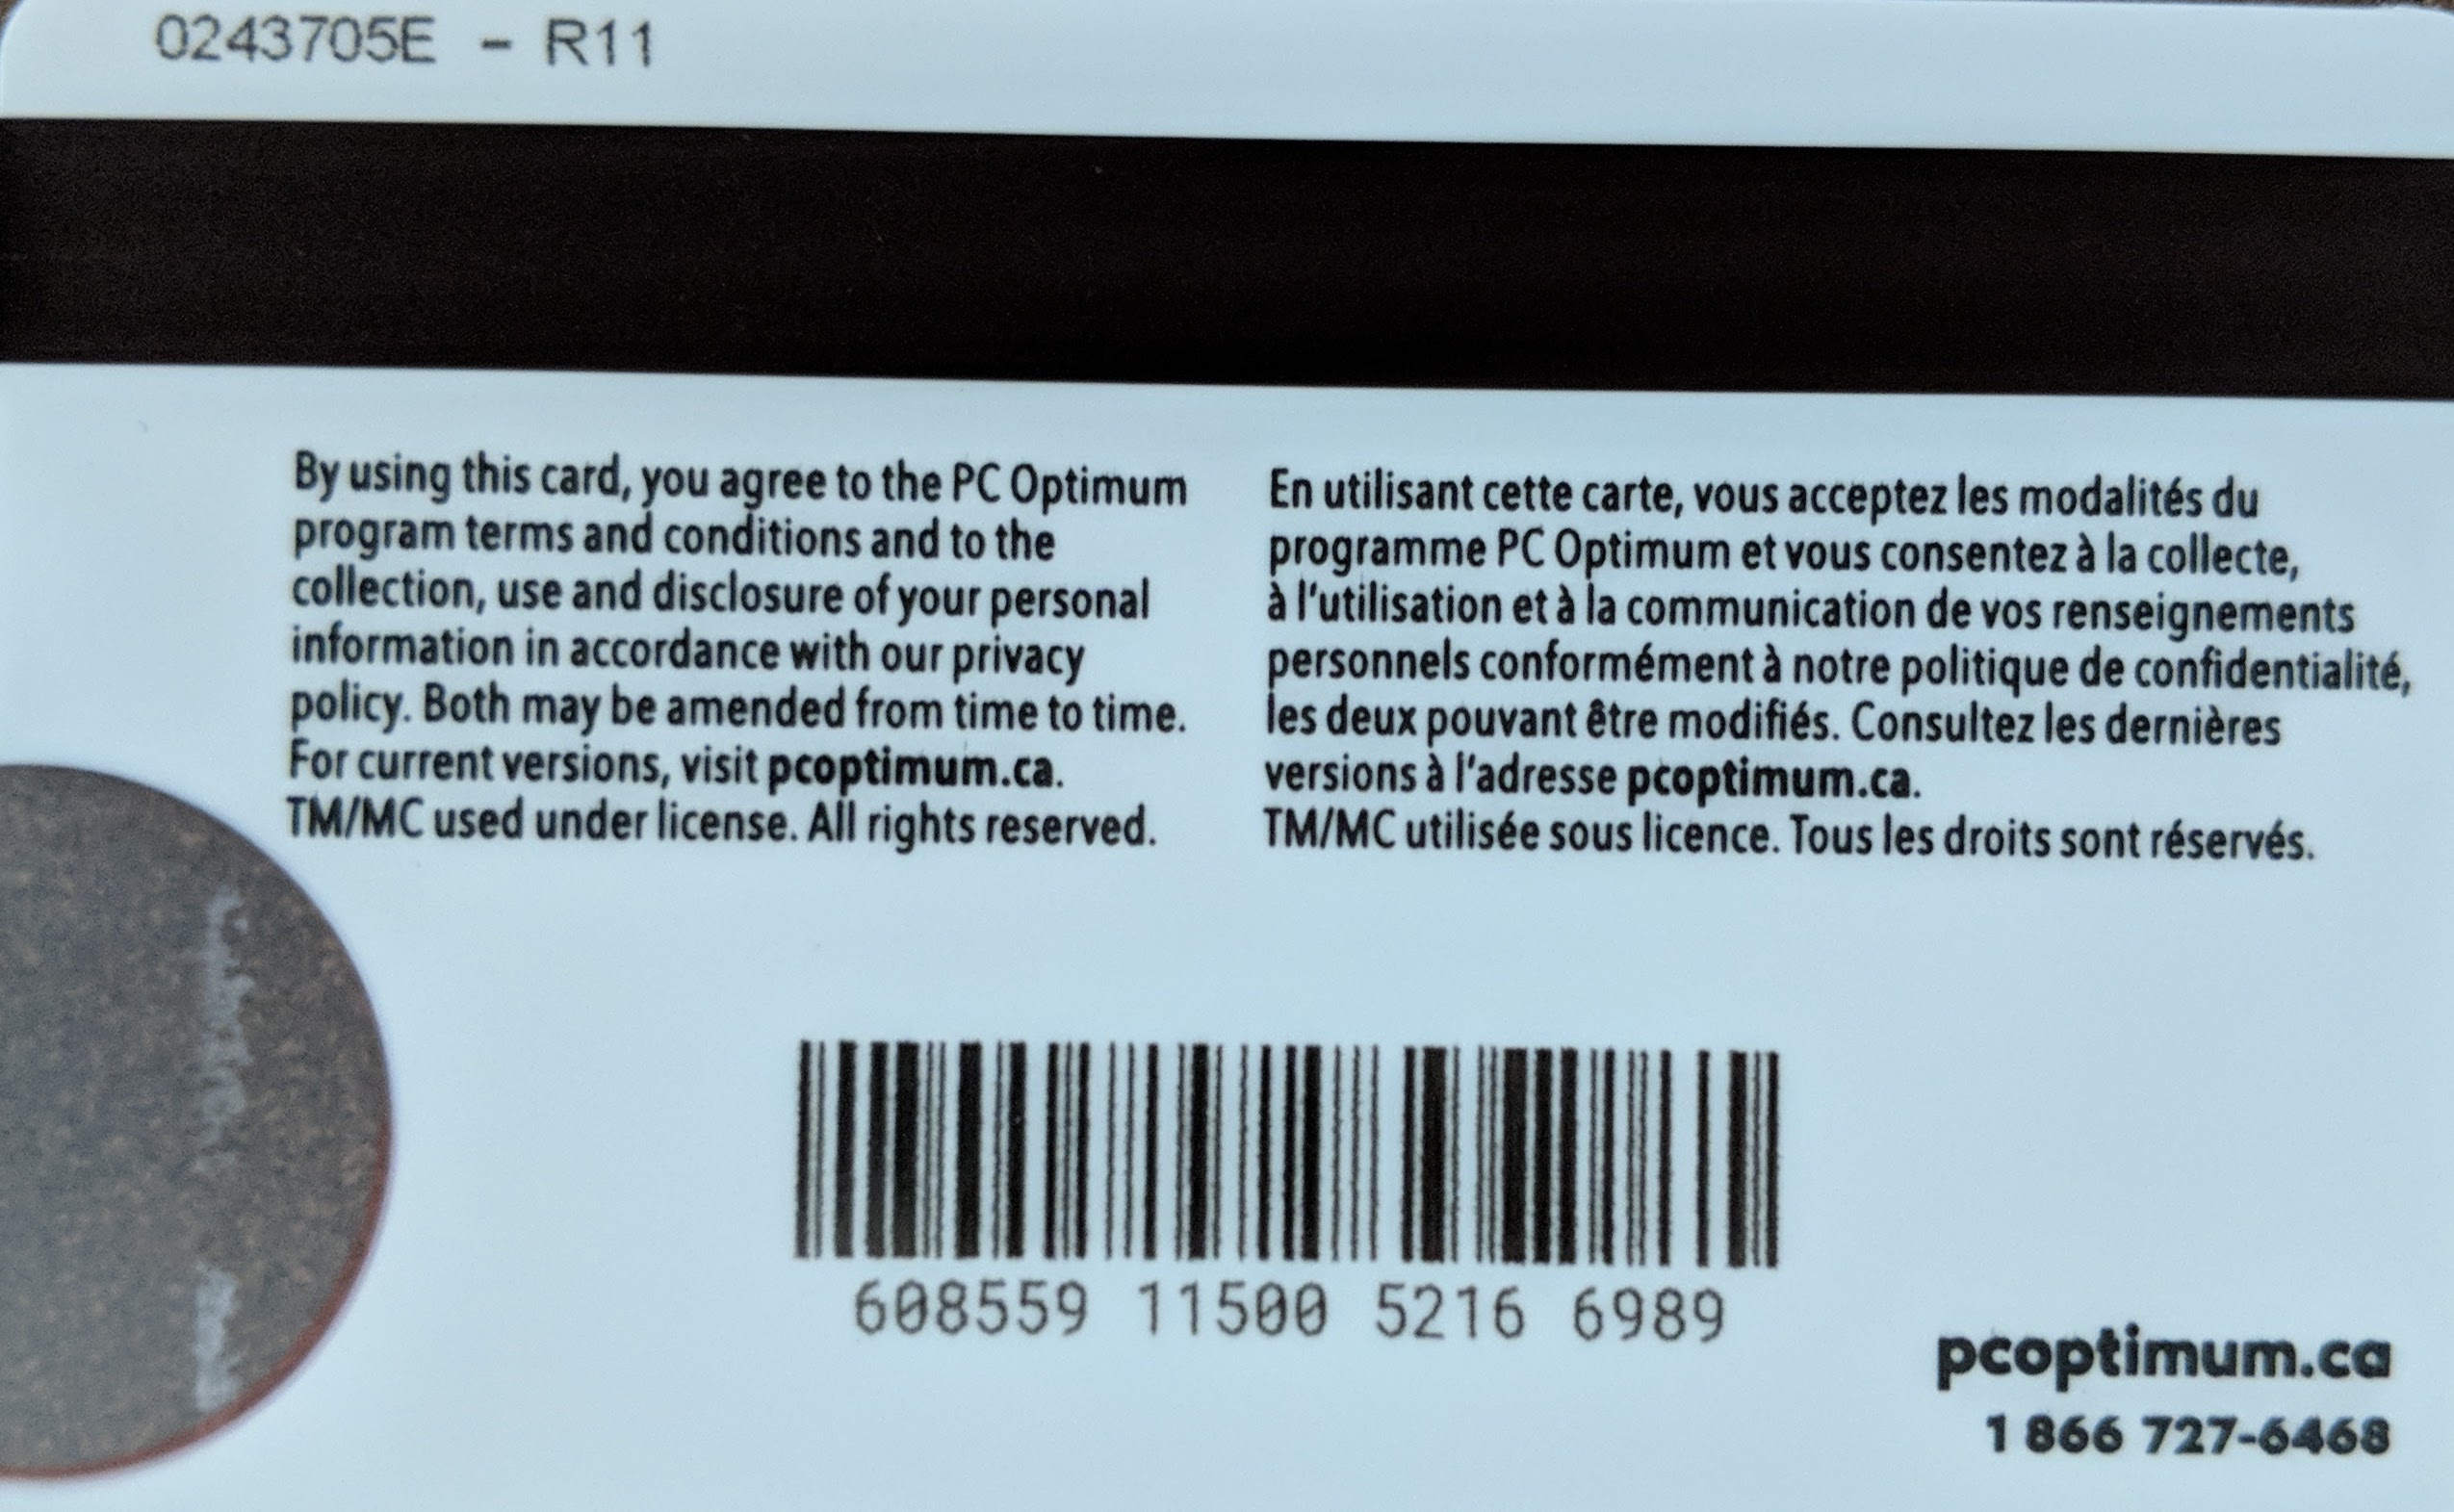 0243705E - R11
By using this card, you agree to the PC Optimum
program terms and conditions and to the
collection, use and disclosure of your personal
information in accordance with our privacy
policy. Both may be amended from time to time.
For current versions, visit pcoptimum.ca.
TM/MC used under license. All rights reserved.
En utilisant cette carte, vous acceptez les modalités du
programme PC Optimum et vous consentez à la collecte,
à l'utilisation et à la communication de vos renseignements
personnels conformément à notre politique de confidentialité,
les deux pouvant être modifiés. Consultez les dernières
versions à l'adresse pcoptimum.ca.
TM/MC utilisée sous licence. Tous les droits sont réservés.
608559 11500 5216 6989
pcoptimum.ca
1 866 727-6468